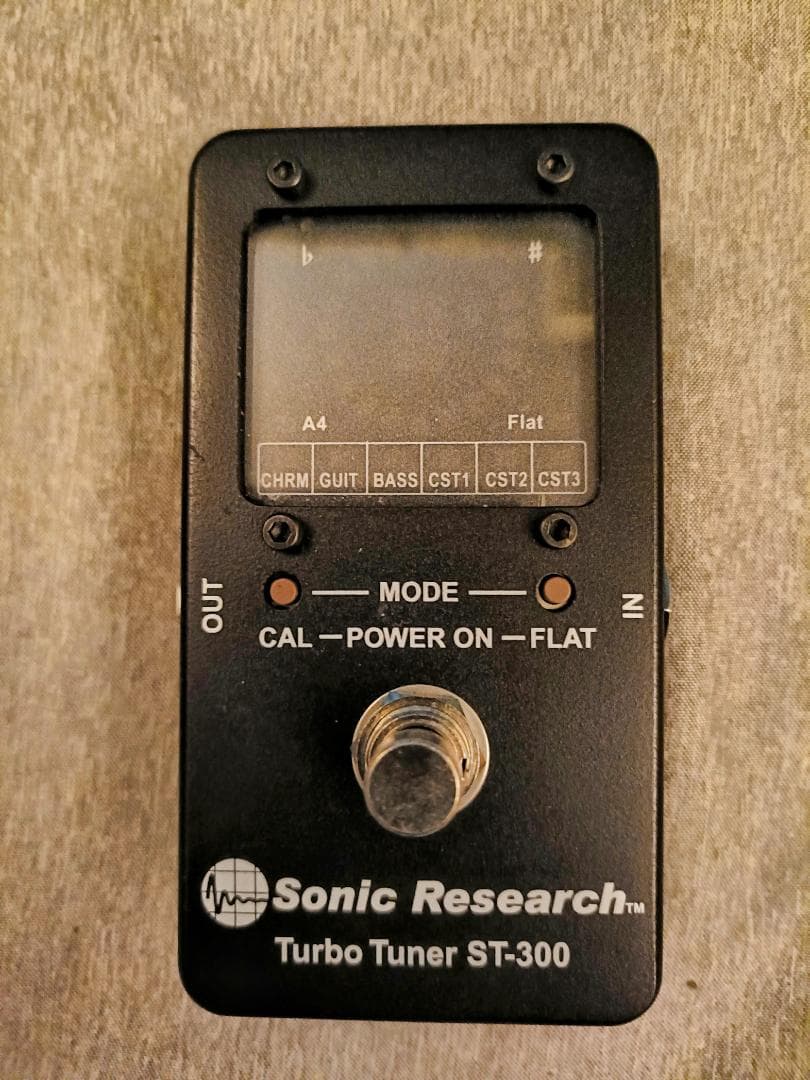 ♭ ♯
A4 Flat
CHRM GUIT BASS CST1 CST2 CST3
MODE
OUT
IN
CAL — POWER ON — FLAT
Sonic Research™
Turbo Tuner ST-300